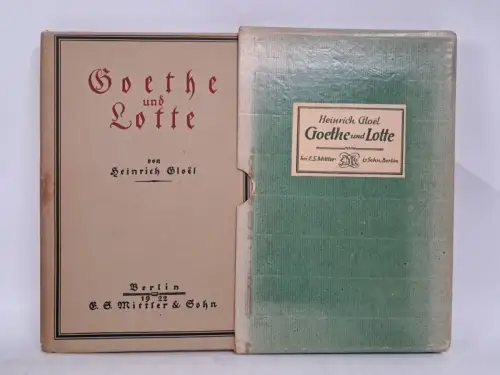 Goethe
und
Lotte
von
Heinrich Gloël
Berlin
1922
E. S. Mittler & Sohn
Heinrich Gloël
Goethe und Lotte
bei E. S. Mittler u. Sohn, Berlin